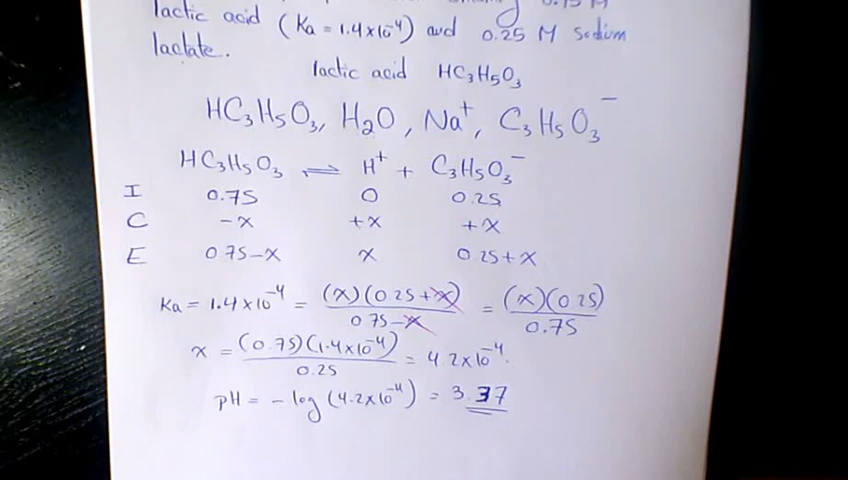 0.75 M
lactic acid (Ka = 1.4x10⁻⁴) and 0.25 M sodium
lactate.
lactic acid HC₃H₅O₃
HC₃H₅O₃, H₂O, Na⁺, C₃H₅O₃⁻
HC₃H₅O₃ ⇌ H⁺ + C₃H₅O₃⁻
I 0.75 0 0.25
C -x +x +x
E 0.75-x x 0.25+x
Ka = 1.4x10⁻⁴ = (x)(0.25+x) / 0.75-x = (x)(0.25) / 0.75
x = (0.75)(1.4x10⁻⁴) / 0.25 = 4.2x10⁻⁴.
pH = -log(4.2x10⁻⁴) = 3.37